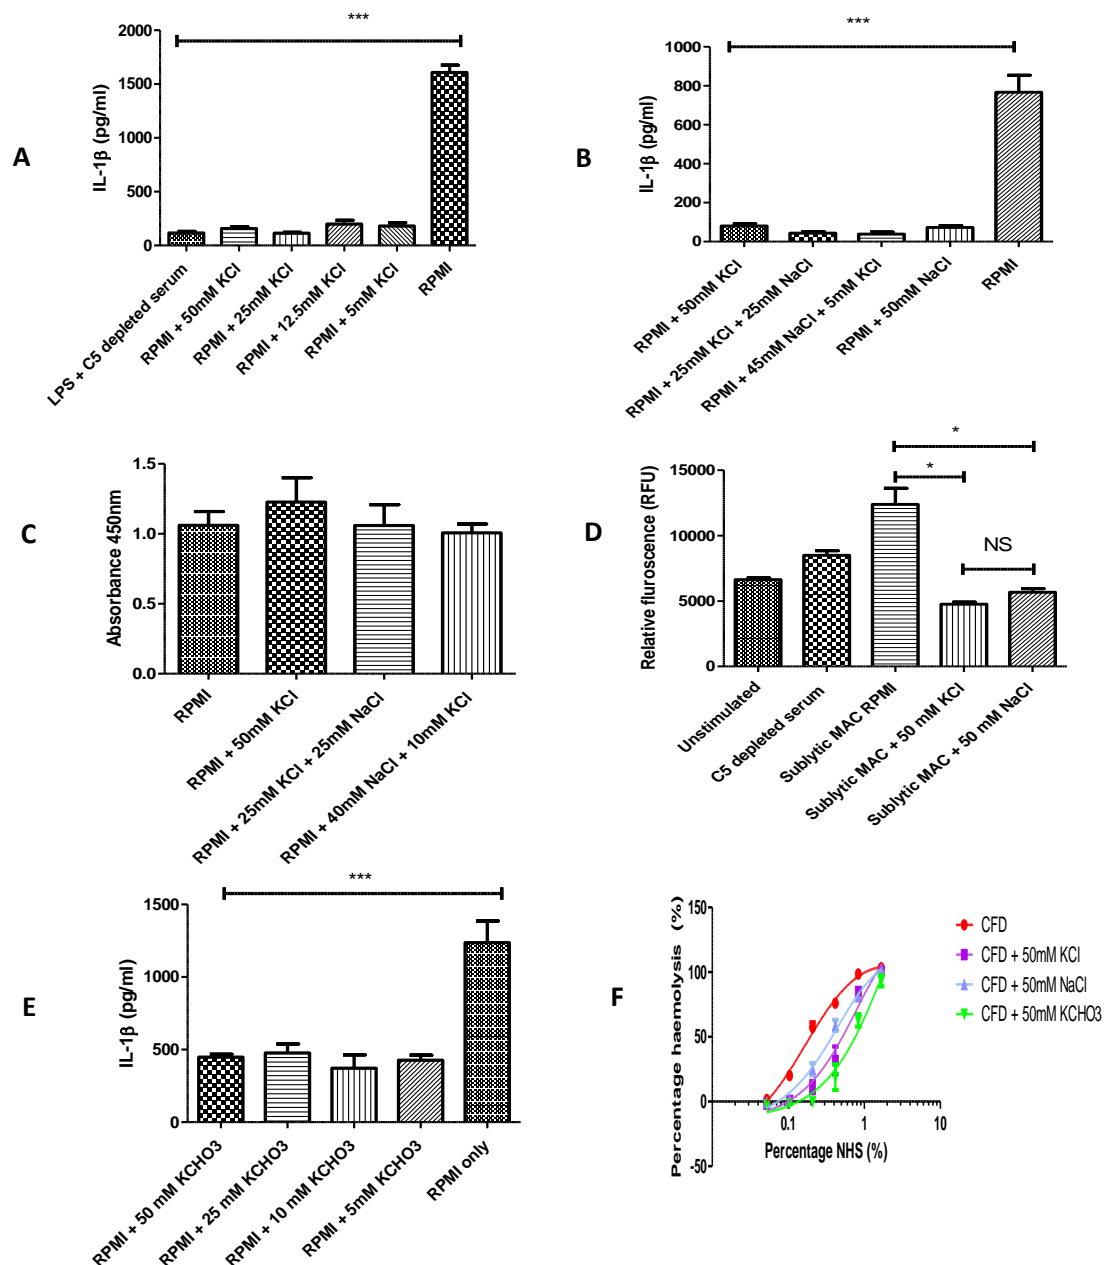 A
***
IL-1β (pg/ml)
2000
1500
1000
500
0
LPS + C5 depleted serum
RPMI + 50mM KCl
RPMI + 25mM KCl
RPMI + 12.5mM KCl
RPMI + 5mM KCl
RPMI
B
***
IL-1β (pg/ml)
1000
800
600
400
200
0
RPMI + 50mM KCl
RPMI + 25mM KCl + 25mM NaCl
RPMI + 45mM NaCl + 5mM KCl
RPMI + 50mM NaCl
RPMI
C
Absorbance 450nm
1.5
1.0
0.5
0.0
RPMI
RPMI + 50mM KCl
RPMI + 25mM KCl + 25mM NaCl
RPMI + 40mM NaCl + 10mM KCl
D
*
*
NS
Relative fluroscence (RFU)
15000
10000
5000
0
Unstimulated
C5 depleted serum
Sublytic MAC RPMI
Sublytic MAC + 50 mM KCl
Sublytic MAC + 50 mM NaCl
E
***
IL-1β (pg/ml)
1500
1000
500
0
RPMI + 50 mM KCHO3
RPMI + 25 mM KCHO3
RPMI + 10 mM KCHO3
RPMI + 5mM KCHO3
RPMI only
F
Percentage haemolysis (%)
150
100
50
0
-50
0.1
1
10
Percentage NHS (%)
CFD
CFD + 50mM KCl
CFD + 50mM NaCl
CFD + 50mM KCHO3